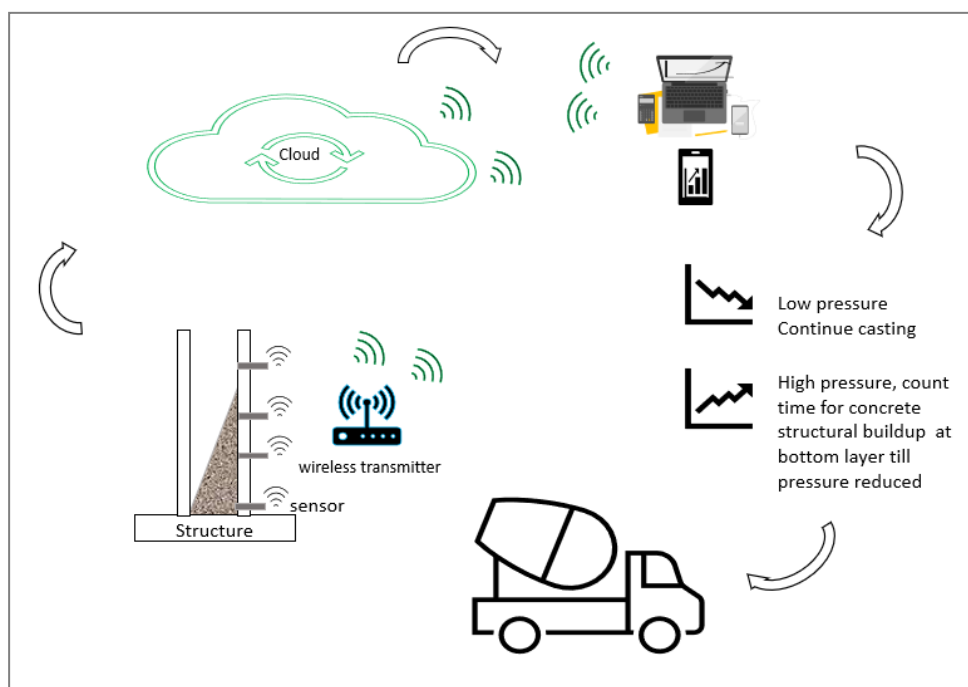 Cloud
Low pressure
Continue casting
High pressure, count
time for concrete
structural buildup at
bottom layer till
pressure reduced
wireless transmitter
sensor
Structure